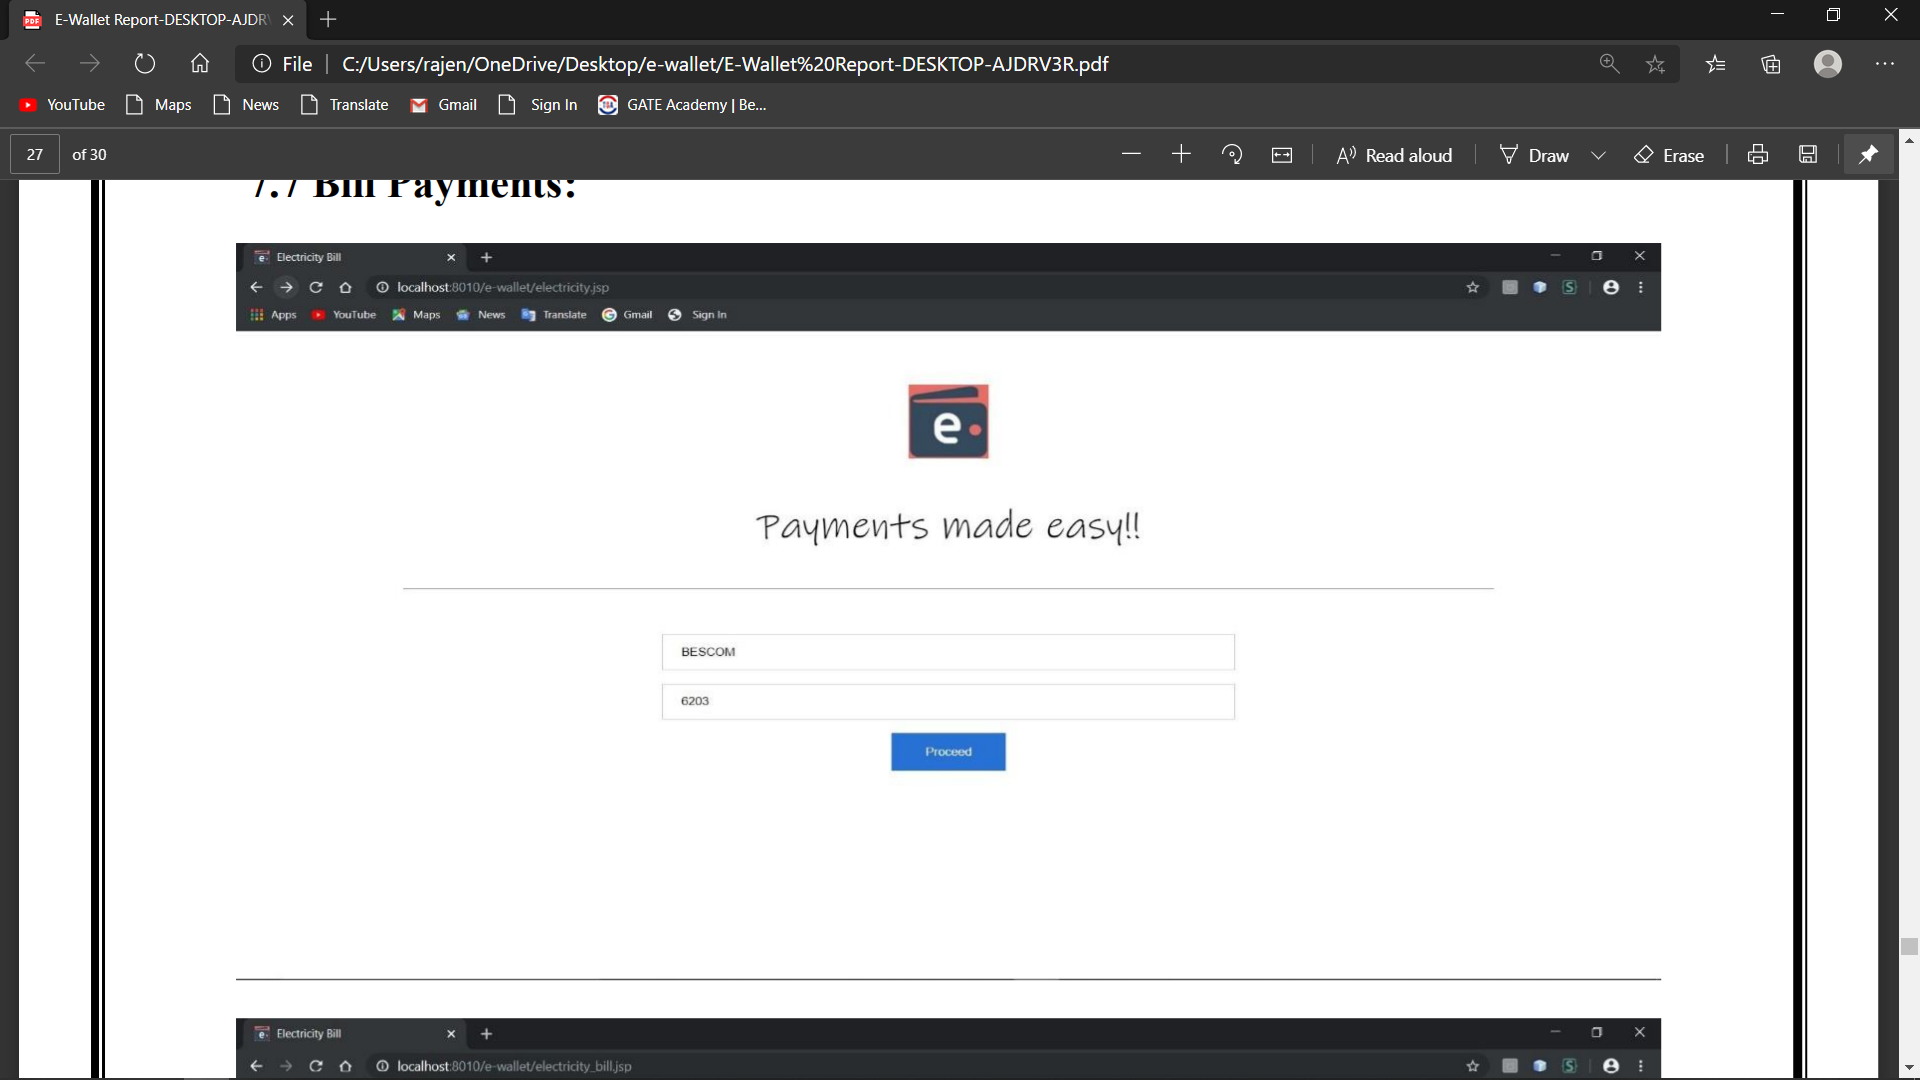 E-Wallet Report-DESKTOP-AJDR
File
C:/Users/rajen/OneDrive/Desktop/e-wallet/E-Wallet%20Report-DESKTOP-AJDRV3R.pdf
YouTube Maps News Translate Gmail Sign In GATE Academy | Be...
27 of 30 Read aloud Draw Erase
7.7 Bill Payments:
Electricity Bill
localhost:8010/e-wallet/electricity.jsp
Apps YouTube Maps News Translate Gmail Sign In
e
Payments made easy!!
BESCOM
6203
Proceed
Electricity Bill
localhost:8010/e-wallet/electricity_bill.jsp